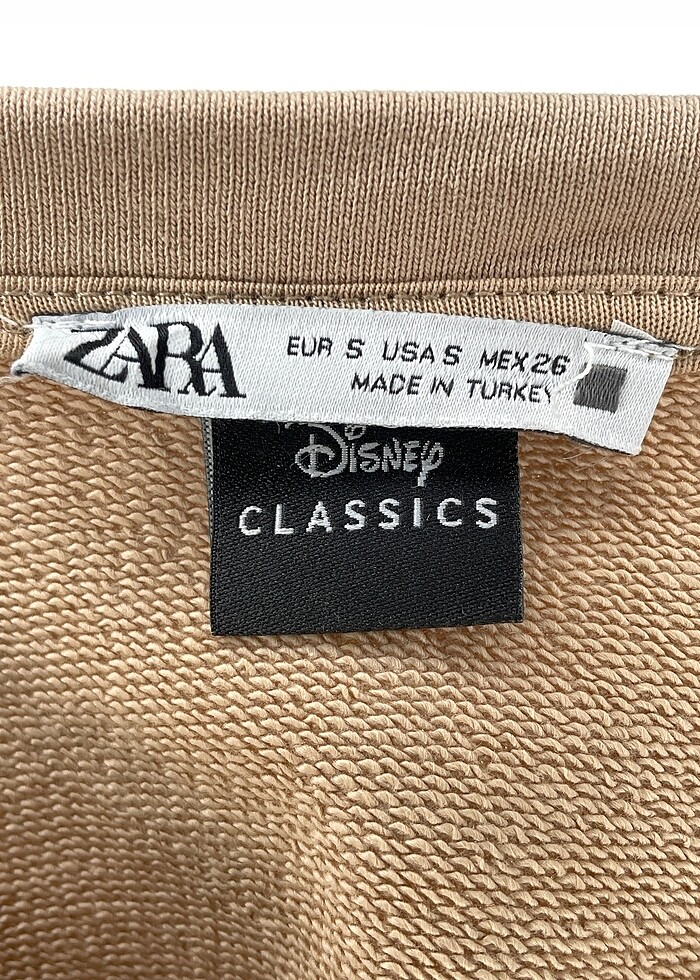 ZARA
EUR S USA S MEX 26
MADE IN TURKEY
Disney
CLASSICS